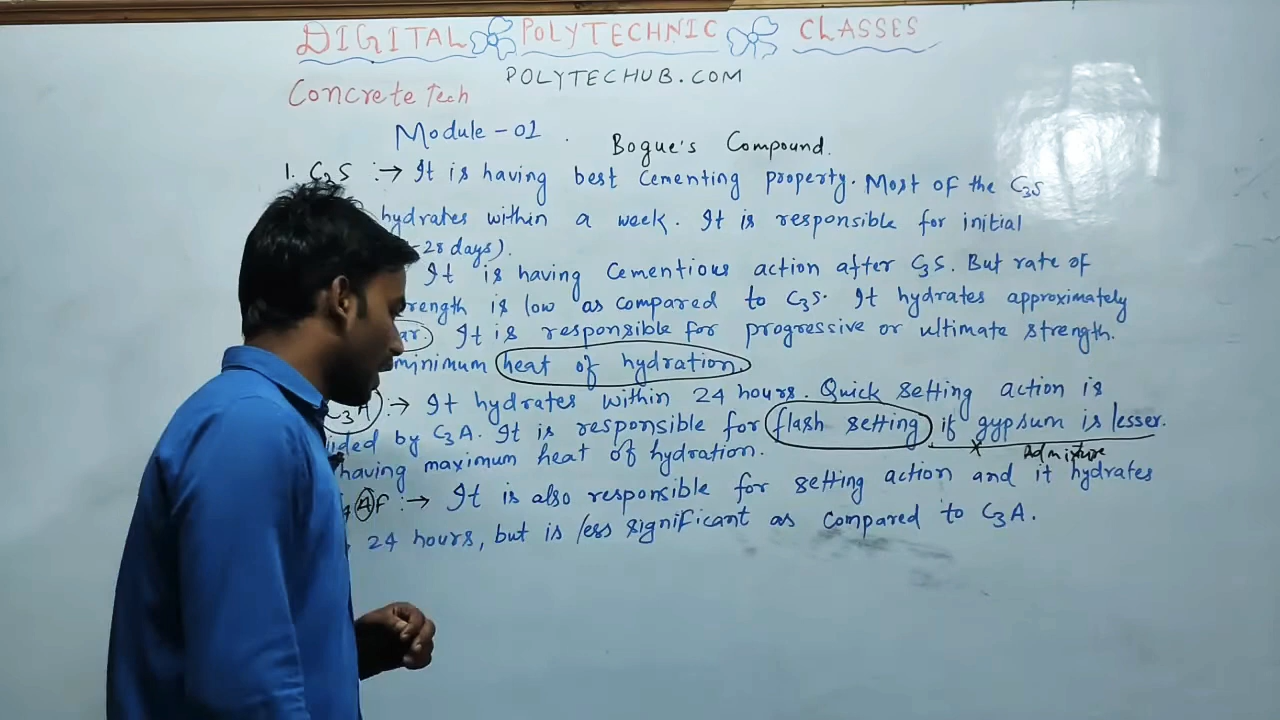 DIGITAL POLYTECHNIC CLASSES
POLYTECHUB.COM
Concrete Tech
Module-01
Bogue's Compound.
1. C3S :→ It is having best cementing property. Most of the C3S
hydrates within a week. It is responsible for initial
-28 days).
It is having Cementious action after C3S. But rate of
rength is low as compared to C3S. It hydrates approximately
ar. It is responsible for progressive or ultimate strength.
minimum heat of hydration.
C3A :→ It hydrates within 24 hours. Quick setting action is
ided by C3A. It is responsible for flash setting if gypsum is lesser.
Admixture
having maximum heat of hydration.
AF :→ It is also responsible for setting action and it hydrates
24 hours, but is less significant as compared to C3A.